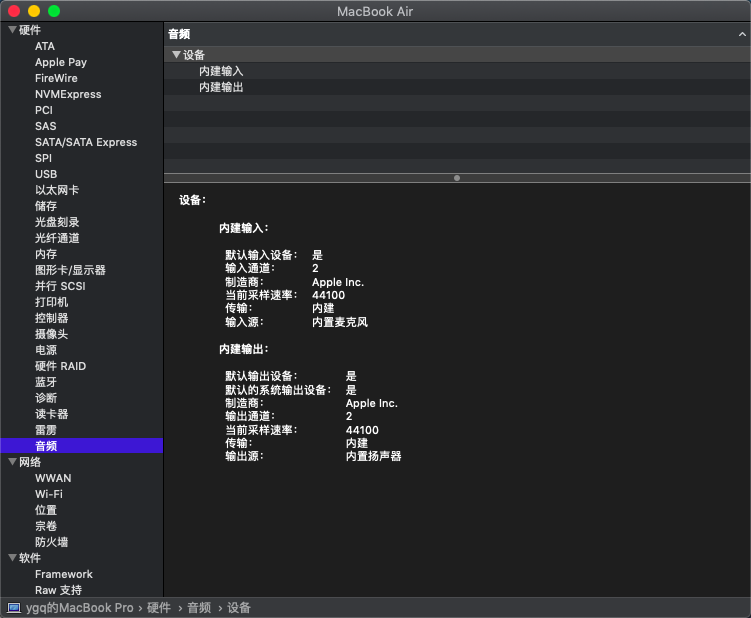 MacBook Air
硬件
ATA
Apple Pay
FireWire
NVMExpress
PCI
SAS
SATA/SATA Express
SPI
USB
以太网卡
储存
光盘刻录
光纤通道
内存
图形卡/显示器
并行 SCSI
打印机
控制器
摄像头
电源
硬件 RAID
蓝牙
诊断
读卡器
雷雳
音频
网络
WWAN
Wi-Fi
位置
宗卷
防火墙
软件
Framework
Raw 支持
音频
设备
内建输入
内建输出
设备：
内建输入：
默认输入设备： 是
输入通道： 2
制造商： Apple Inc.
当前采样速率： 44100
传输： 内建
输入源： 内置麦克风
内建输出：
默认输出设备： 是
默认的系统输出设备： 是
制造商： Apple Inc.
输出通道： 2
当前采样速率： 44100
传输： 内建
输出源： 内置扬声器
ygq的MacBook Pro › 硬件 › 音频 › 设备